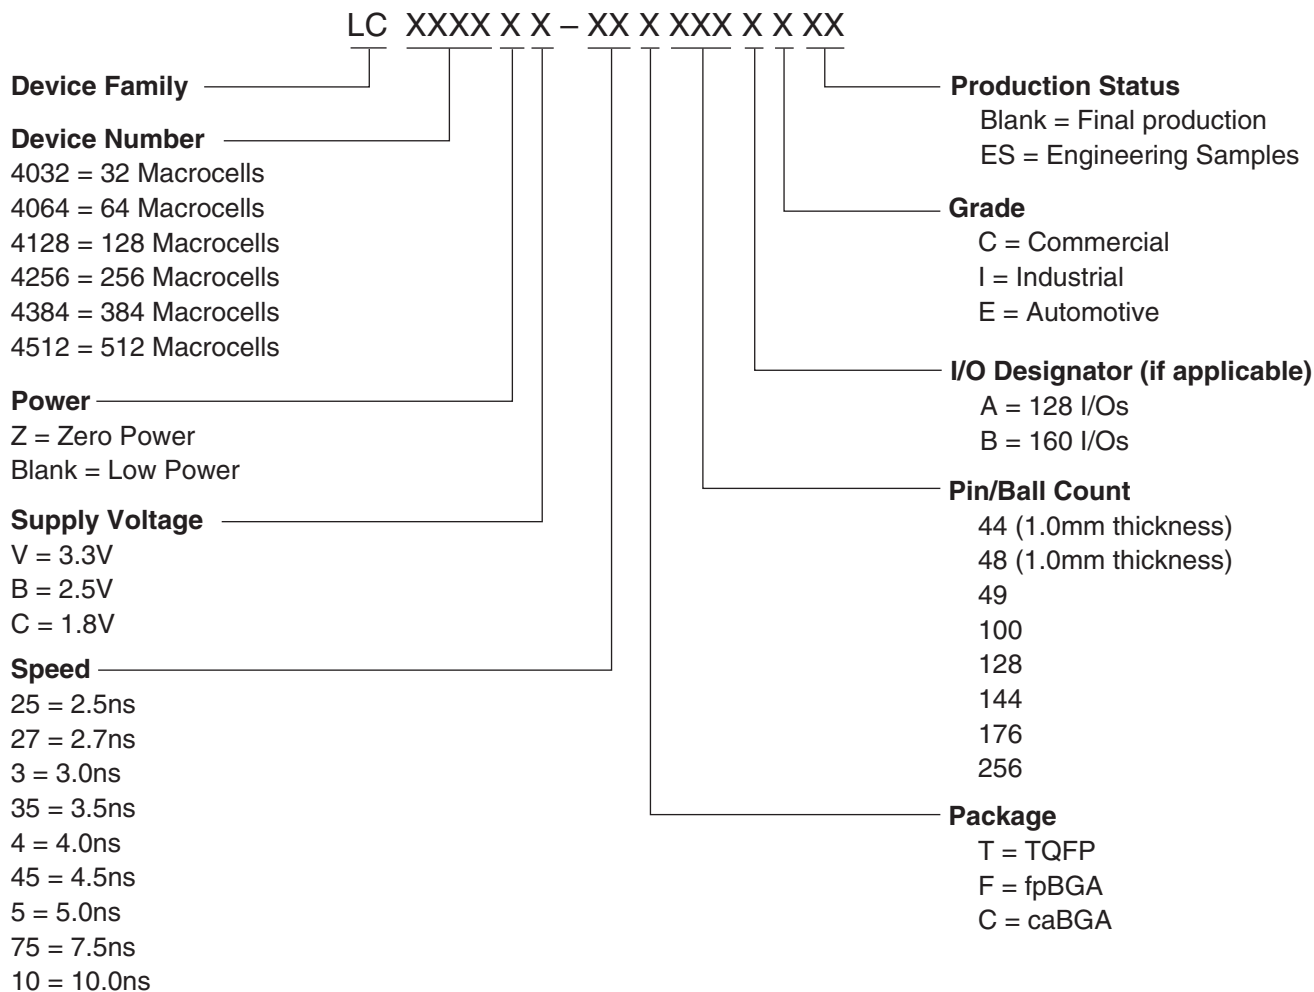 LC XXXX X X – XX X XXX X X XX
Device Family
Device Number
4032 = 32 Macrocells
4064 = 64 Macrocells
4128 = 128 Macrocells
4256 = 256 Macrocells
4384 = 384 Macrocells
4512 = 512 Macrocells
Power
Z = Zero Power
Blank = Low Power
Supply Voltage
V = 3.3V
B = 2.5V
C = 1.8V
Speed
25 = 2.5ns
27 = 2.7ns
3 = 3.0ns
35 = 3.5ns
4 = 4.0ns
45 = 4.5ns
5 = 5.0ns
75 = 7.5ns
10 = 10.0ns
Production Status
Blank = Final production
ES = Engineering Samples
Grade
C = Commercial
I = Industrial
E = Automotive
I/O Designator (if applicable)
A = 128 I/Os
B = 160 I/Os
Pin/Ball Count
44 (1.0mm thickness)
48 (1.0mm thickness)
49
100
128
144
176
256
Package
T = TQFP
F = fpBGA
C = caBGA